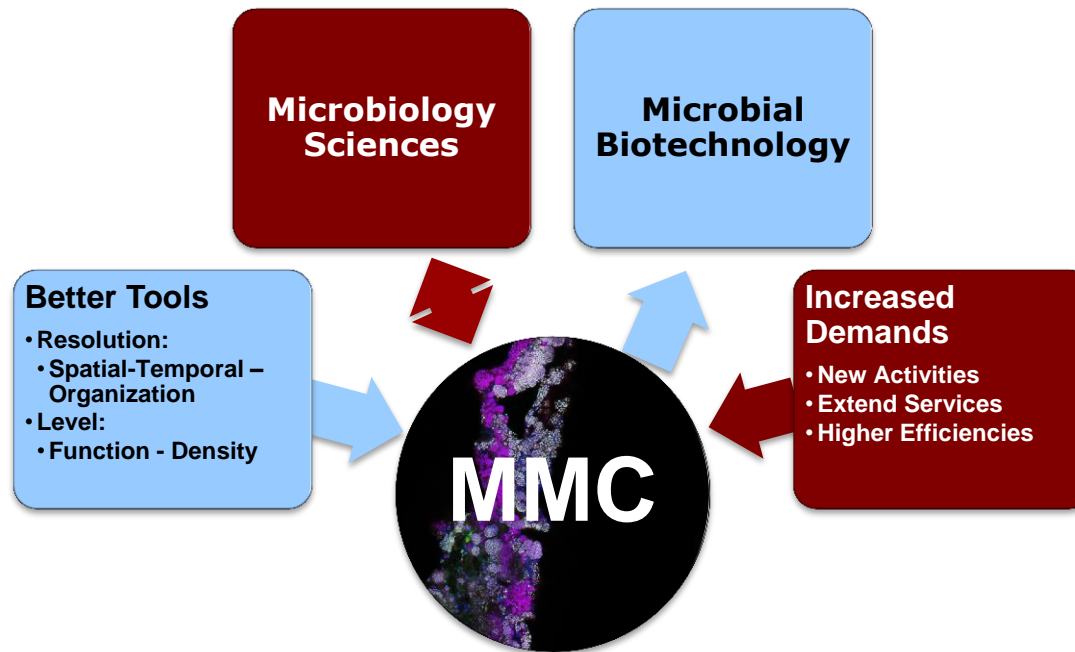 Microbiology
Sciences
Microbial
Biotechnology
Better Tools
• Resolution:
• Spatial-Temporal –
Organization
• Level:
• Function - Density
Increased
Demands
• New Activities
• Extend Services
• Higher Efficiencies
MMC